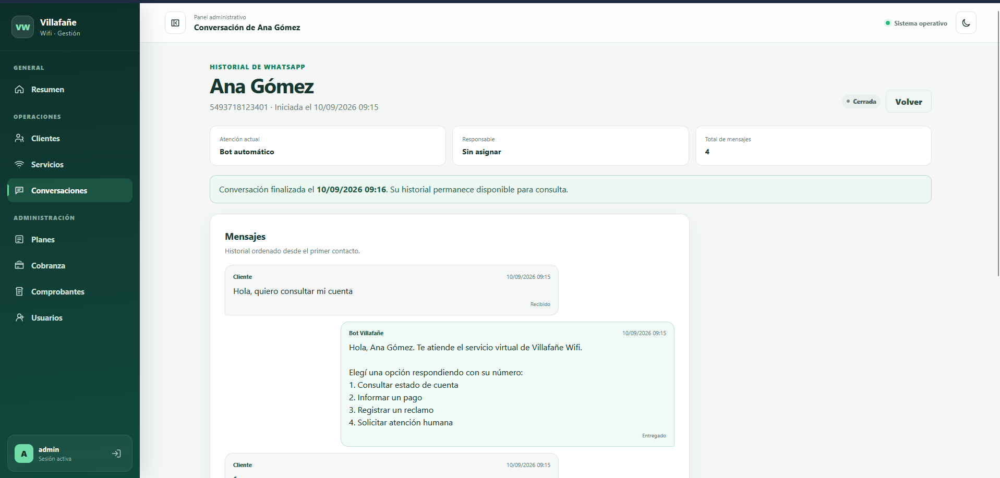 VW
Villafañe
Wifi · Gestión
GENERAL
Resumen
OPERACIONES
Clientes
Servicios
Conversaciones
ADMINISTRACIÓN
Planes
Cobranza
Comprobantes
Usuarios
A
admin
Sesión activa
Panel administrativo
Conversación de Ana Gómez
Sistema operativo
HISTORIAL DE WHATSAPP
Ana Gómez
5493718123401 · Iniciada el 10/09/2026 09:15
Cerrada
Volver
Atención actual
Bot automático
Responsable
Sin asignar
Total de mensajes
4
Conversación finalizada el 10/09/2026 09:16. Su historial permanece disponible para consulta.
Mensajes
Historial ordenado desde el primer contacto.
Cliente 10/09/2026 09:15
Hola, quiero consultar mi cuenta
Recibido
Bot Villafañe 10/09/2026 09:15
Hola, Ana Gómez. Te atiende el servicio virtual de Villafañe Wifi.
Elegí una opción respondiendo con su número:
1. Consultar estado de cuenta
2. Informar un pago
3. Registrar un reclamo
4. Solicitar atención humana
Entregado
Cliente 10/09/2026 09:15